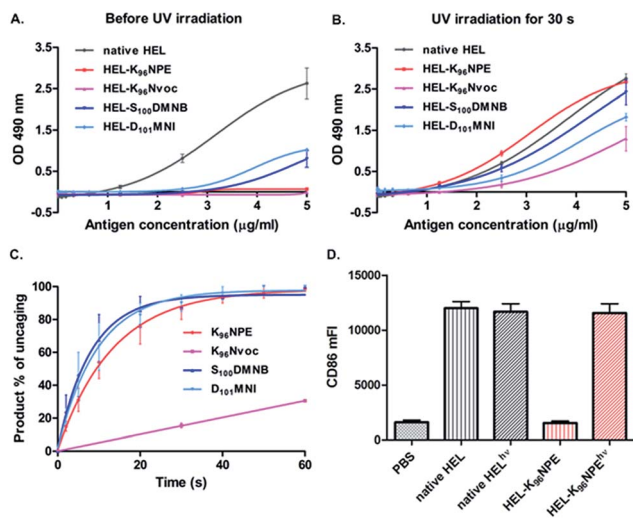 A.
Before UV irradiation
OD 490 nm
3.5
2.5
1.5
0.5
-0.5
native HEL
HEL-K₉₆NPE
HEL-K₉₆Nvoc
HEL-S₁₀₀DMNB
HEL-D₁₀₁MNI
1 2 3 4 5
Antigen concentration (µg/ml)
B.
UV irradiation for 30 s
OD 490 nm
3.5
2.5
1.5
0.5
-0.5
native HEL
HEL-K₉₆NPE
HEL-K₉₆Nvoc
HEL-S₁₀₀DMNB
HEL-D₁₀₁MNI
1 2 3 4 5
Antigen concentration (µg/ml)
C.
Product % of uncaging
100
80
60
40
20
0
K₉₆NPE
K₉₆Nvoc
S₁₀₀DMNB
D₁₀₁MNI
0 20 40 60
Time (s)
D.
CD86 mFI
15000
10000
5000
0
PBS
native HEL
native HELʰᵛ
HEL-K₉₆NPE
HEL-K₉₆NPEʰᵛ